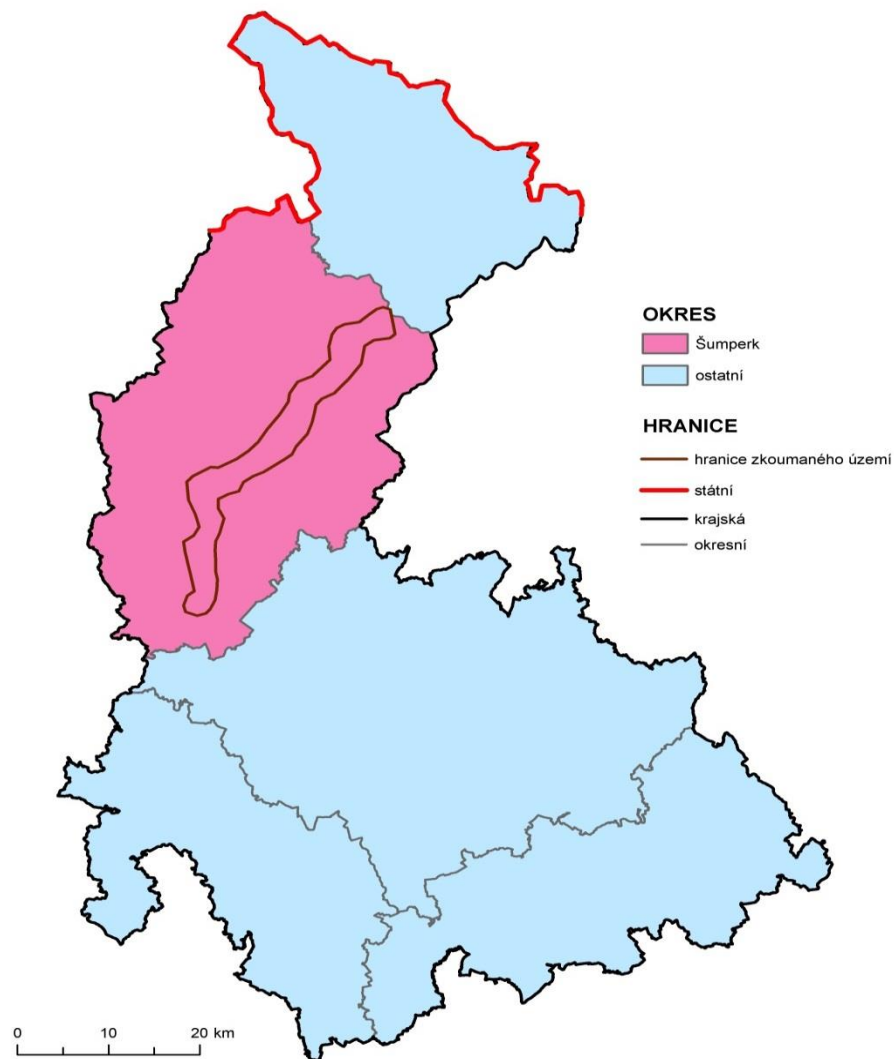 OKRES
Šumperk
ostatní
HRANICE
hranice zkoumaného území
státní
krajská
okresní
0 10 20 km